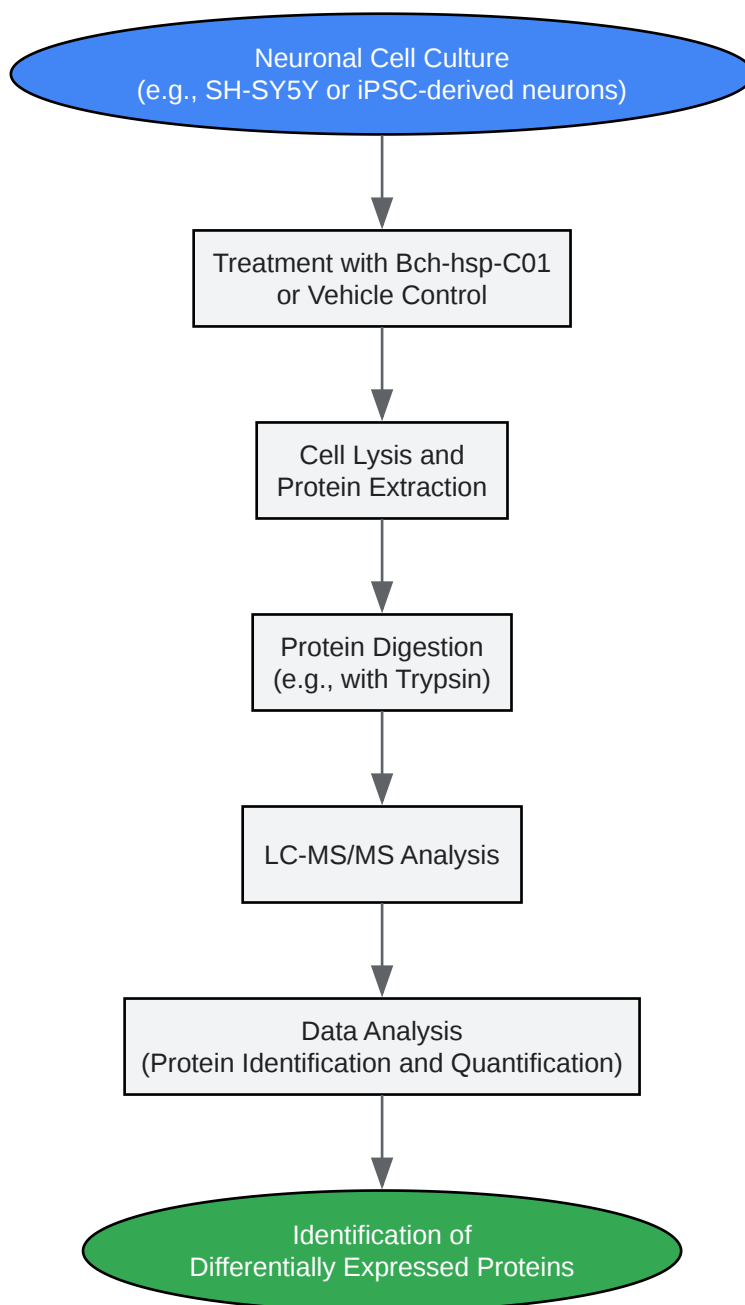 Neuronal Cell Culture
(e.g., SH-SY5Y or iPSC-derived neurons)
Treatment with Bch-hsp-C01
or Vehicle Control
Cell Lysis and
Protein Extraction
Protein Digestion
(e.g., with Trypsin)
LC-MS/MS Analysis
Data Analysis
(Protein Identification and Quantification)
Identification of
Differentially Expressed Proteins